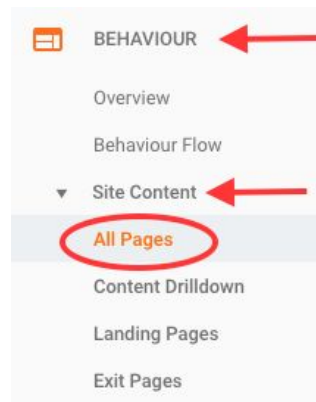 BEHAVIOUR
Overview
Behaviour Flow
Site Content
All Pages
Content Drilldown
Landing Pages
Exit Pages